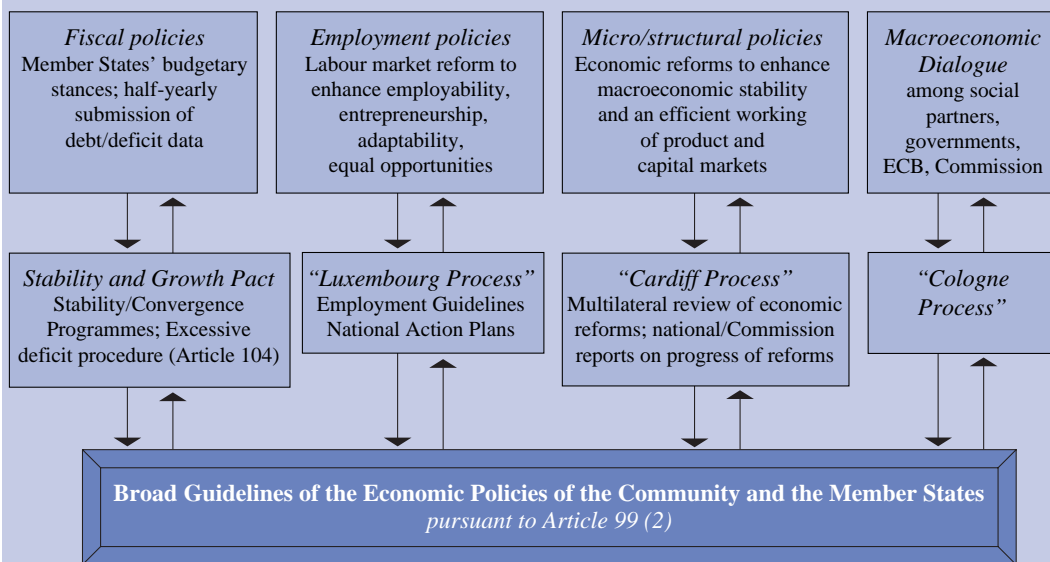 Fiscal policies
Member States’ budgetary
stances; half-yearly
submission of
debt/deficit data
Employment policies
Labour market reform to
enhance employability,
entrepreneurship,
adaptability,
equal opportunities
Micro/structural policies
Economic reforms to enhance
macroeconomic stability
and an efficient working
of product and
capital markets
Macroeconomic
Dialogue
among social
partners,
governments,
ECB, Commission
Stability and Growth Pact
Stability/Convergence
Programmes; Excessive
deficit procedure (Article 104)
“Luxembourg Process”
Employment Guidelines
National Action Plans
“Cardiff Process”
Multilateral review of economic
reforms; national/Commission
reports on progress of reforms
“Cologne
Process”
Broad Guidelines of the Economic Policies of the Community and the Member States
pursuant to Article 99 (2)